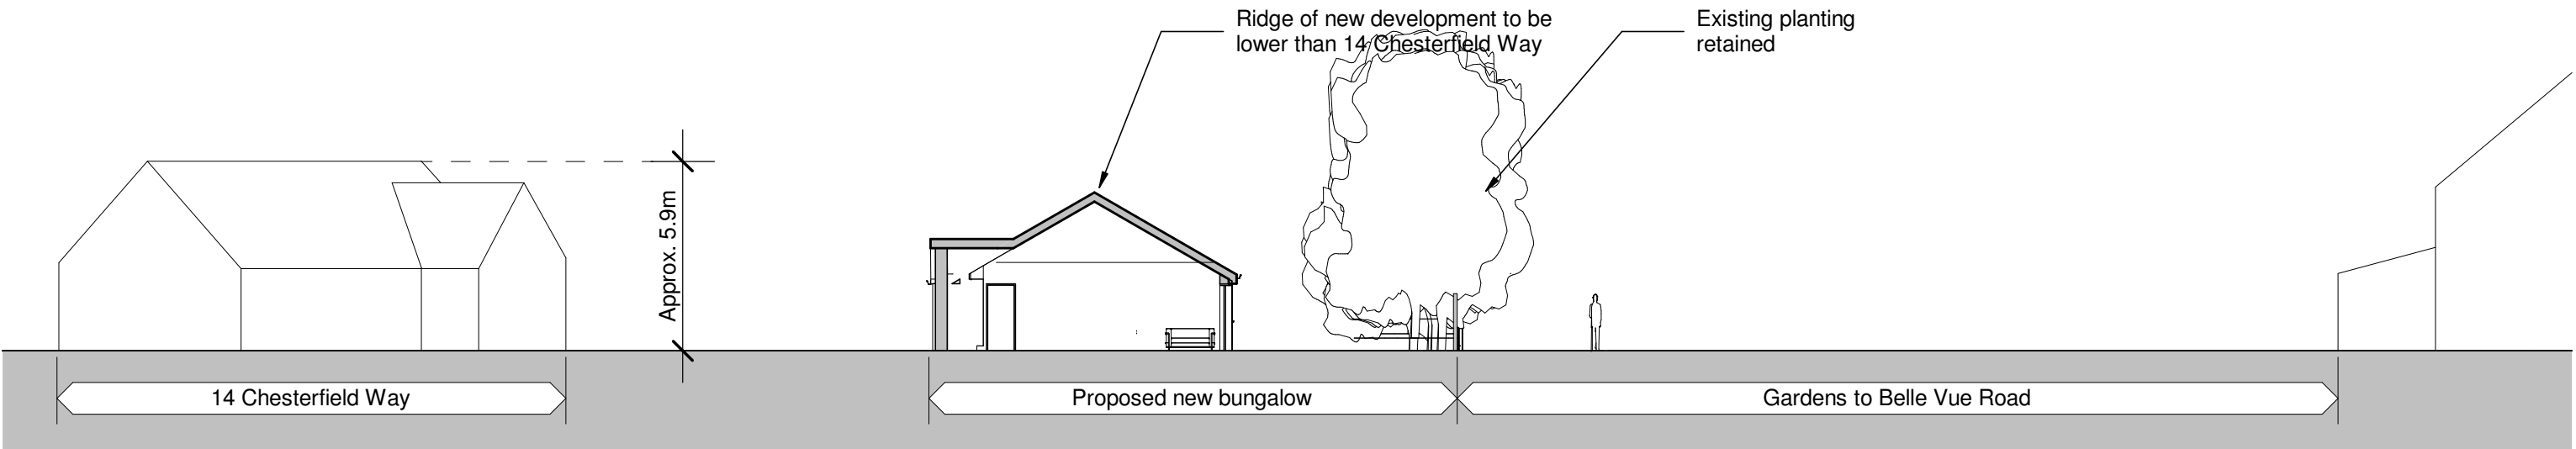 Ridge of new development to be
lower than 14 Chesterfield Way
Existing planting
retained
Approx. 5.9m
14 Chesterfield Way
Proposed new bungalow
Gardens to Belle Vue Road